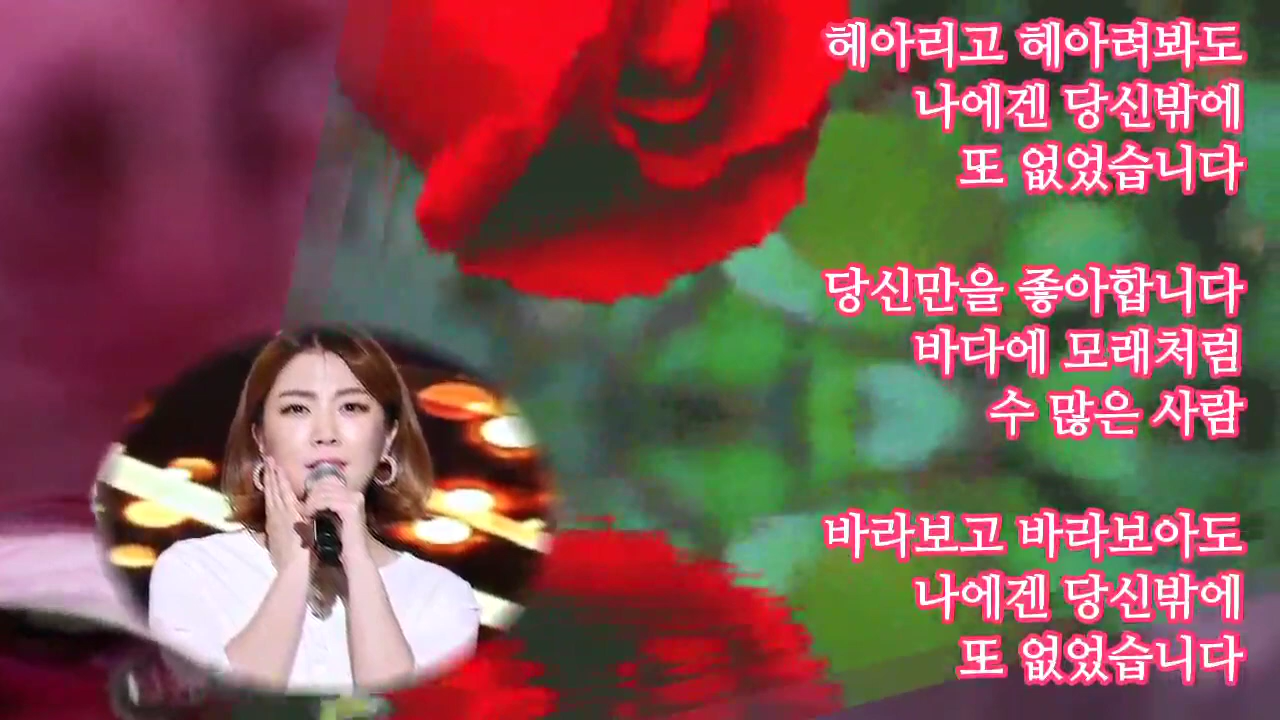 헤아리고 헤아려봐도
나에겐 당신밖에
또 없었습니다
당신만을 좋아합니다
바다에 모래처럼
수 많은 사람
바라보고 바라보아도
나에겐 당신밖에
또 없었습니다